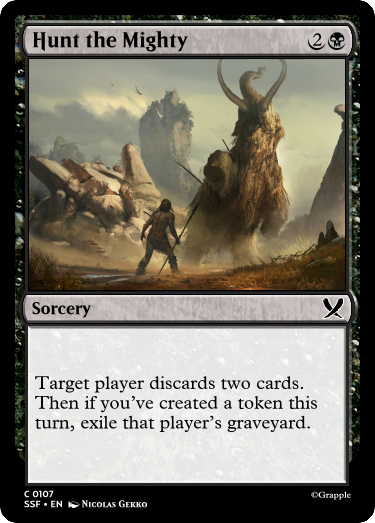 Hunt the Mighty 2
Sorcery
Target player discards two cards.
Then if you've created a token this
turn, exile that player's graveyard.
C 0107
SSF • EN Nicolas Gekko
©Grapple